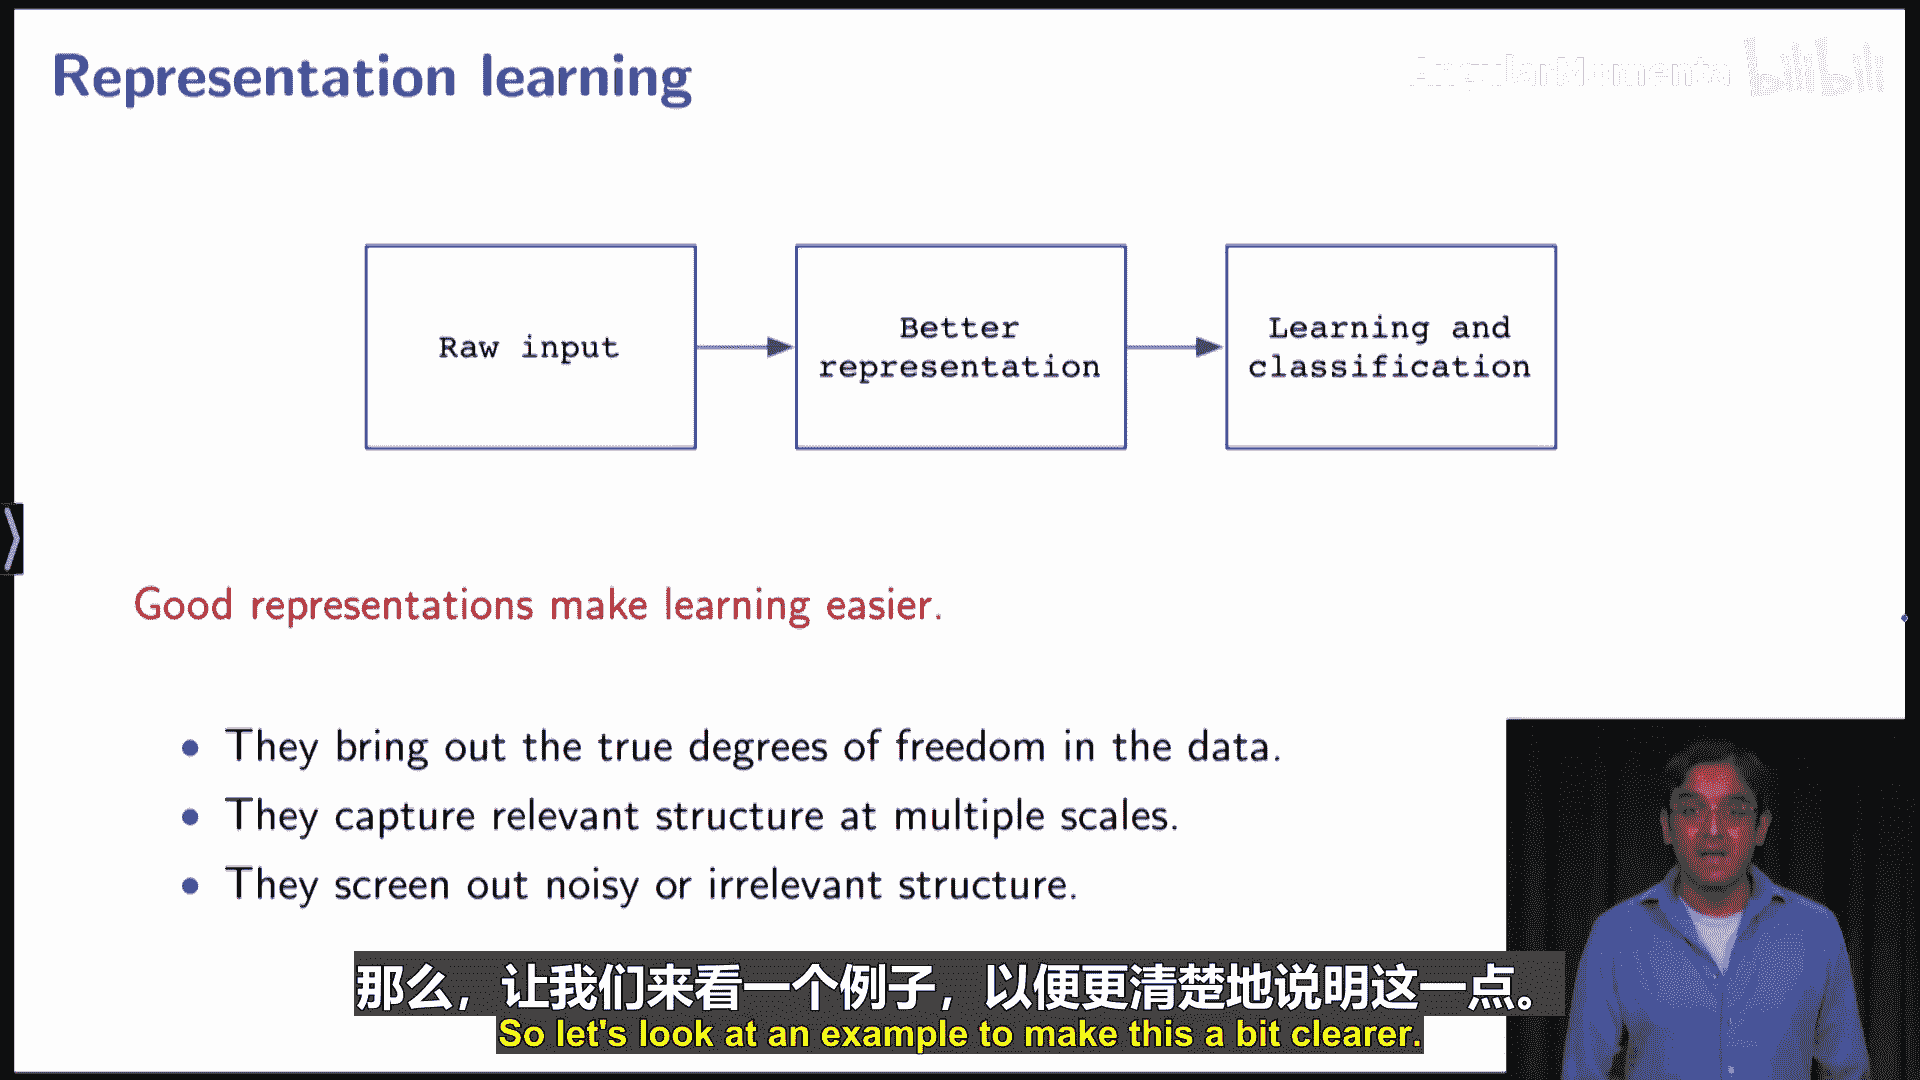 Representation learning
AngularMomenta bilibili
Raw input
Better
representation
Learning and
classification
Good representations make learning easier.
• They bring out the true degrees of freedom in the data.
• They capture relevant structure at multiple scales.
• They screen out noisy or irrelevant structure.
那么，让我们来看一个例子，以便更清楚地说明这一点。
So let's look at an example to make this a bit clearer.